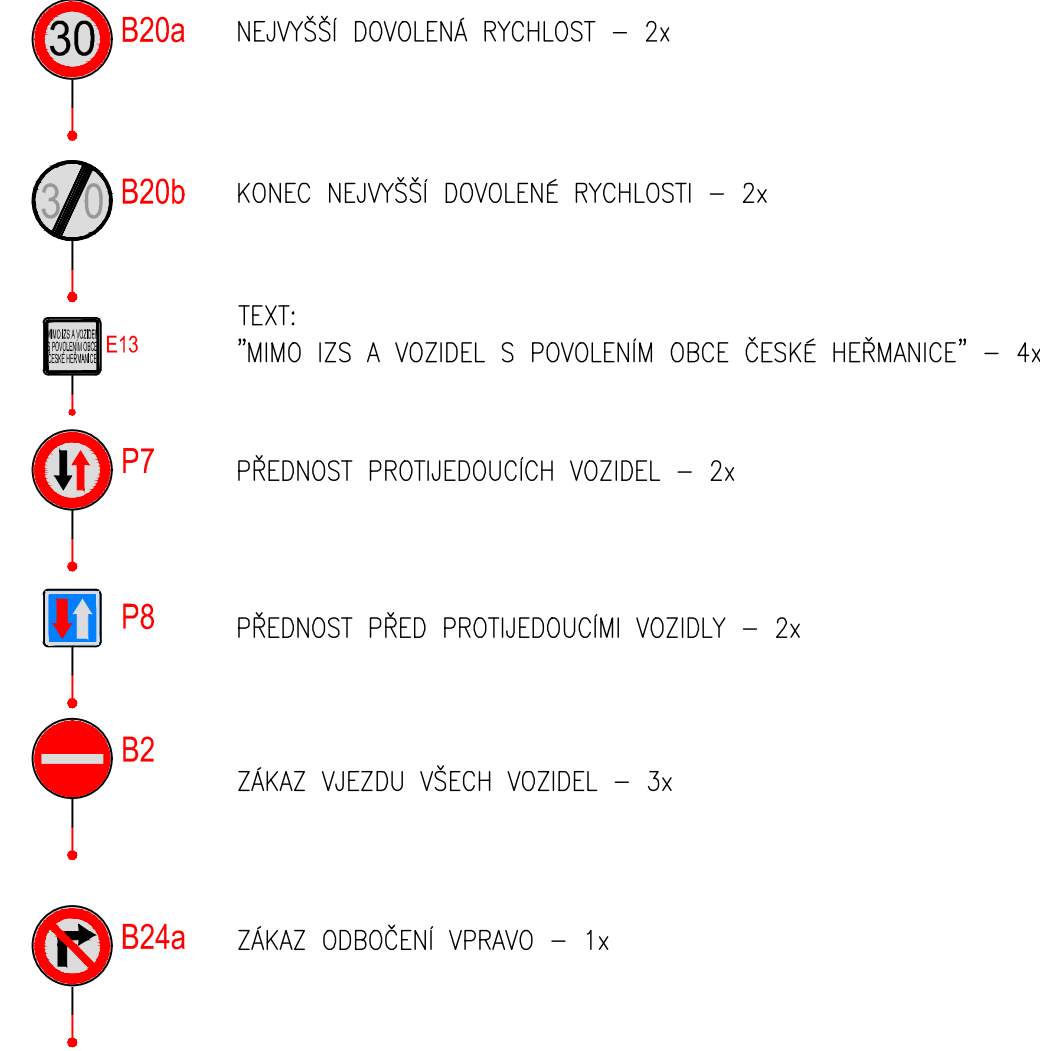 30 B20a NEJVYŠŠÍ DOVOLENÁ RYCHLOST – 2x
30 B20b KONEC NEJVYŠŠÍ DOVOLENÉ RYCHLOSTI – 2x
TEXT:
MIMO IZS A VOZIDEL
S POVOLENÍM OBCE
ČESKÉ HEŘMANICE
E13 "MIMO IZS A VOZIDEL S POVOLENÍM OBCE ČESKÉ HEŘMANICE" – 4x
P7 PŘEDNOST PROTIJEDOUCÍCH VOZIDEL – 2x
P8 PŘEDNOST PŘED PROTIJEDOUCÍMI VOZIDLY – 2x
B2 ZÁKAZ VJEZDU VŠECH VOZIDEL – 3x
B24a ZÁKAZ ODBOČENÍ VPRAVO – 1x